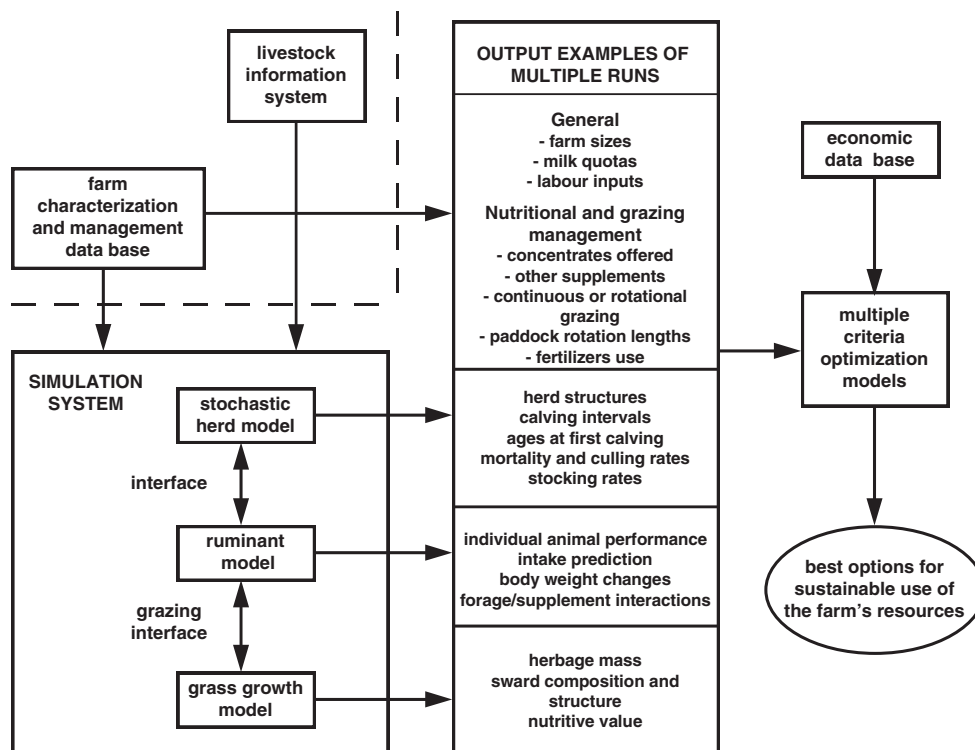 livestock
information
system
farm
characterization
and management
data base
SIMULATION
SYSTEM
stochastic
herd model
interface
ruminant
model
grazing
interface
grass growth
model
OUTPUT EXAMPLES OF
MULTIPLE RUNS
General
- farm sizes
- milk quotas
- labour inputs
Nutritional and grazing
management
- concentrates offered
- other supplements
- continuous or rotational
grazing
- paddock rotation lengths
- fertilizers use
herd structures
calving intervals
ages at first calving
mortality and culling rates
stocking rates
individual animal performance
intake prediction
body weight changes
forage/supplement interactions
herbage mass
sward composition and
structure
nutritive value
economic
data base
multiple
criteria
optimization
models
best options for
sustainable use of
the farm's resources